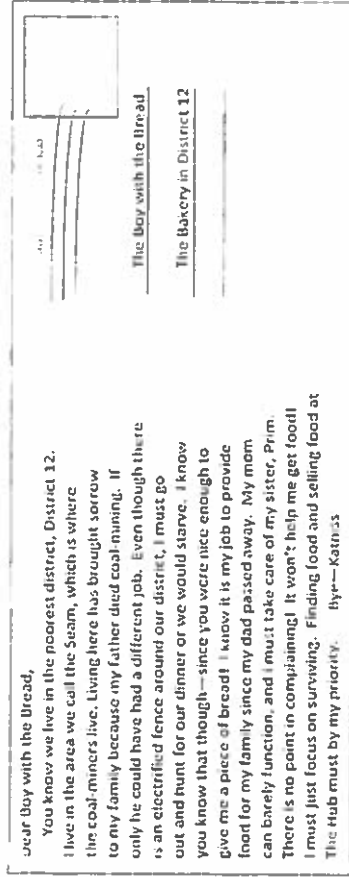 Dear Boy with the Bread,
You know we live in the poorest district, District 12.
I live in the area we call the Seam, which is where
the coal-miners live. Living here has brought sorrow
to my family because my father died coal-mining. If
only he could have had a different job. Even though there
is an electrified fence around our district, I must go
out and hunt for our dinner or we would starve. I know
you know that though—since you were nice enough to
give me a piece of bread! I know it is my job to provide
food for my family since my dad passed away. My mom
can barely function, and I must take care of my sister, Prim.
There is no point in complaining! It won't help me get food!
I must just focus on surviving. Finding food and selling food at
The Hub must by my priority. Bye—Katniss
The Boy with the Bread
The Bakery in District 12